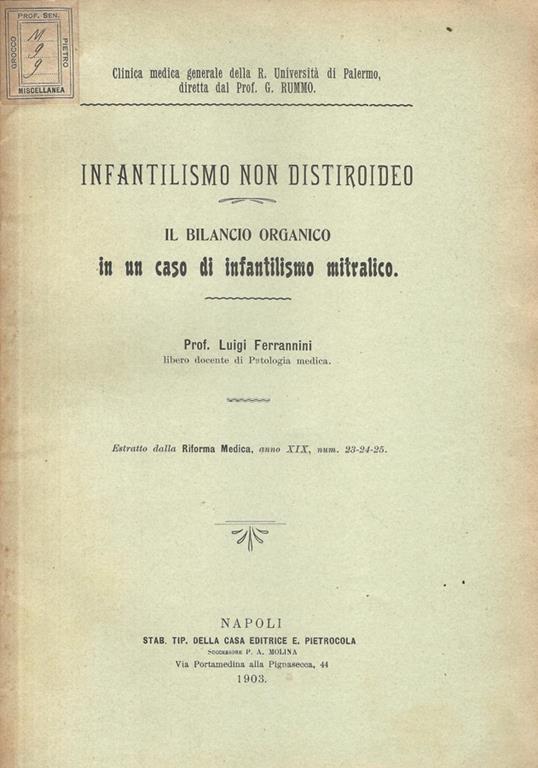 PROF. SEN.
GROCCO
PIETRO
M
99
MISCELLANEA
Clinica medica generale della R. Università di Palermo,
diretta dal Prof. G. RUMMO.
INFANTILISMO NON DISTIROIDEO
IL BILANCIO ORGANICO
in un caso di infantilismo mitralico.
Prof. Luigi Ferrannini
libero docente di Patologia medica.
Estratto dalla Riforma Medica, anno XIX, num. 23-24-25.
NAPOLI
STAB. TIP. DELLA CASA EDITRICE E. PIETROCOLA
Successore P. A. MOLINA
Via Portamedina alla Pignasecca, 44
1903.